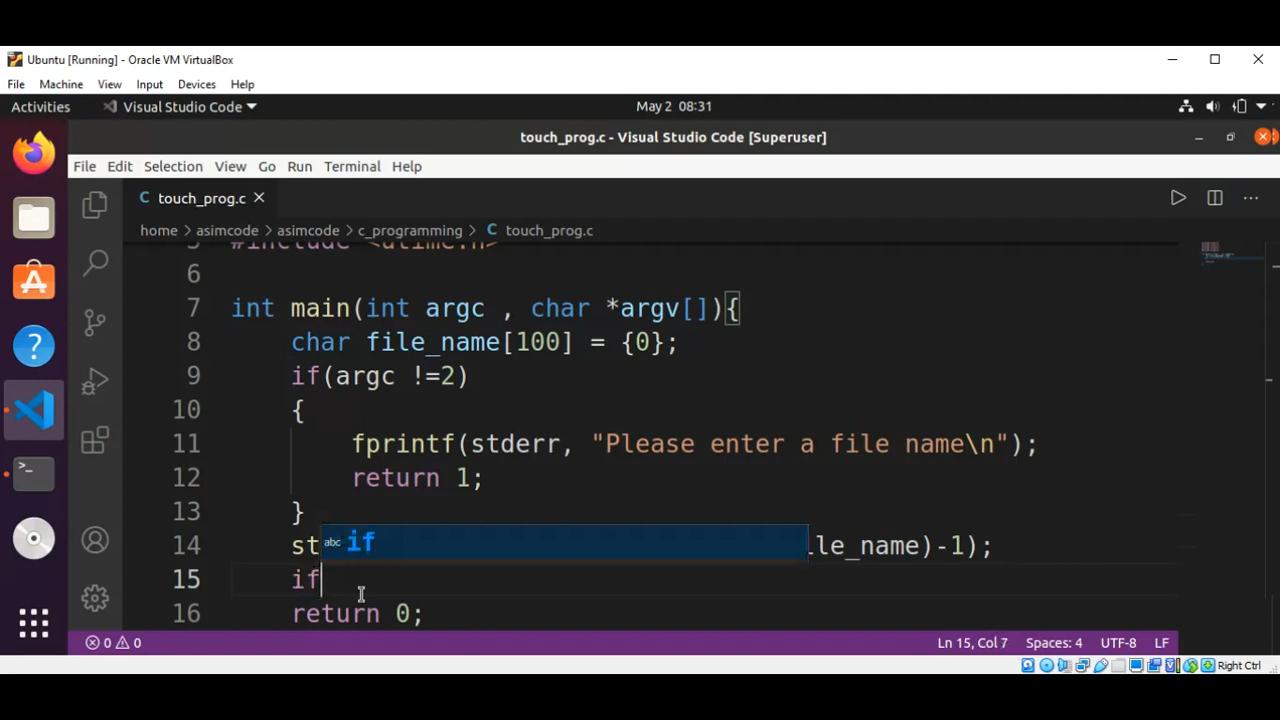 Ubuntu [Running] - Oracle VM VirtualBox
File Machine View Input Devices Help
Activities Visual Studio Code May 2 08:31
touch_prog.c - Visual Studio Code [Superuser]
File Edit Selection View Go Run Terminal Help
C touch_prog.c
home > asimcode > asimcode > c_programming > C touch_prog.c
5 #include <utime.h>
6
7 int main(int argc , char *argv[]){
8 char file_name[100] = {0};
9 if(argc !=2)
10 {
11 fprintf(stderr, "Please enter a file name\n");
12 return 1;
13 }
14 st ile_name)-1);
abc if
15 if
16 return 0;
0 0 Ln 15, Col 7 Spaces: 4 UTF-8 LF
Right Ctrl